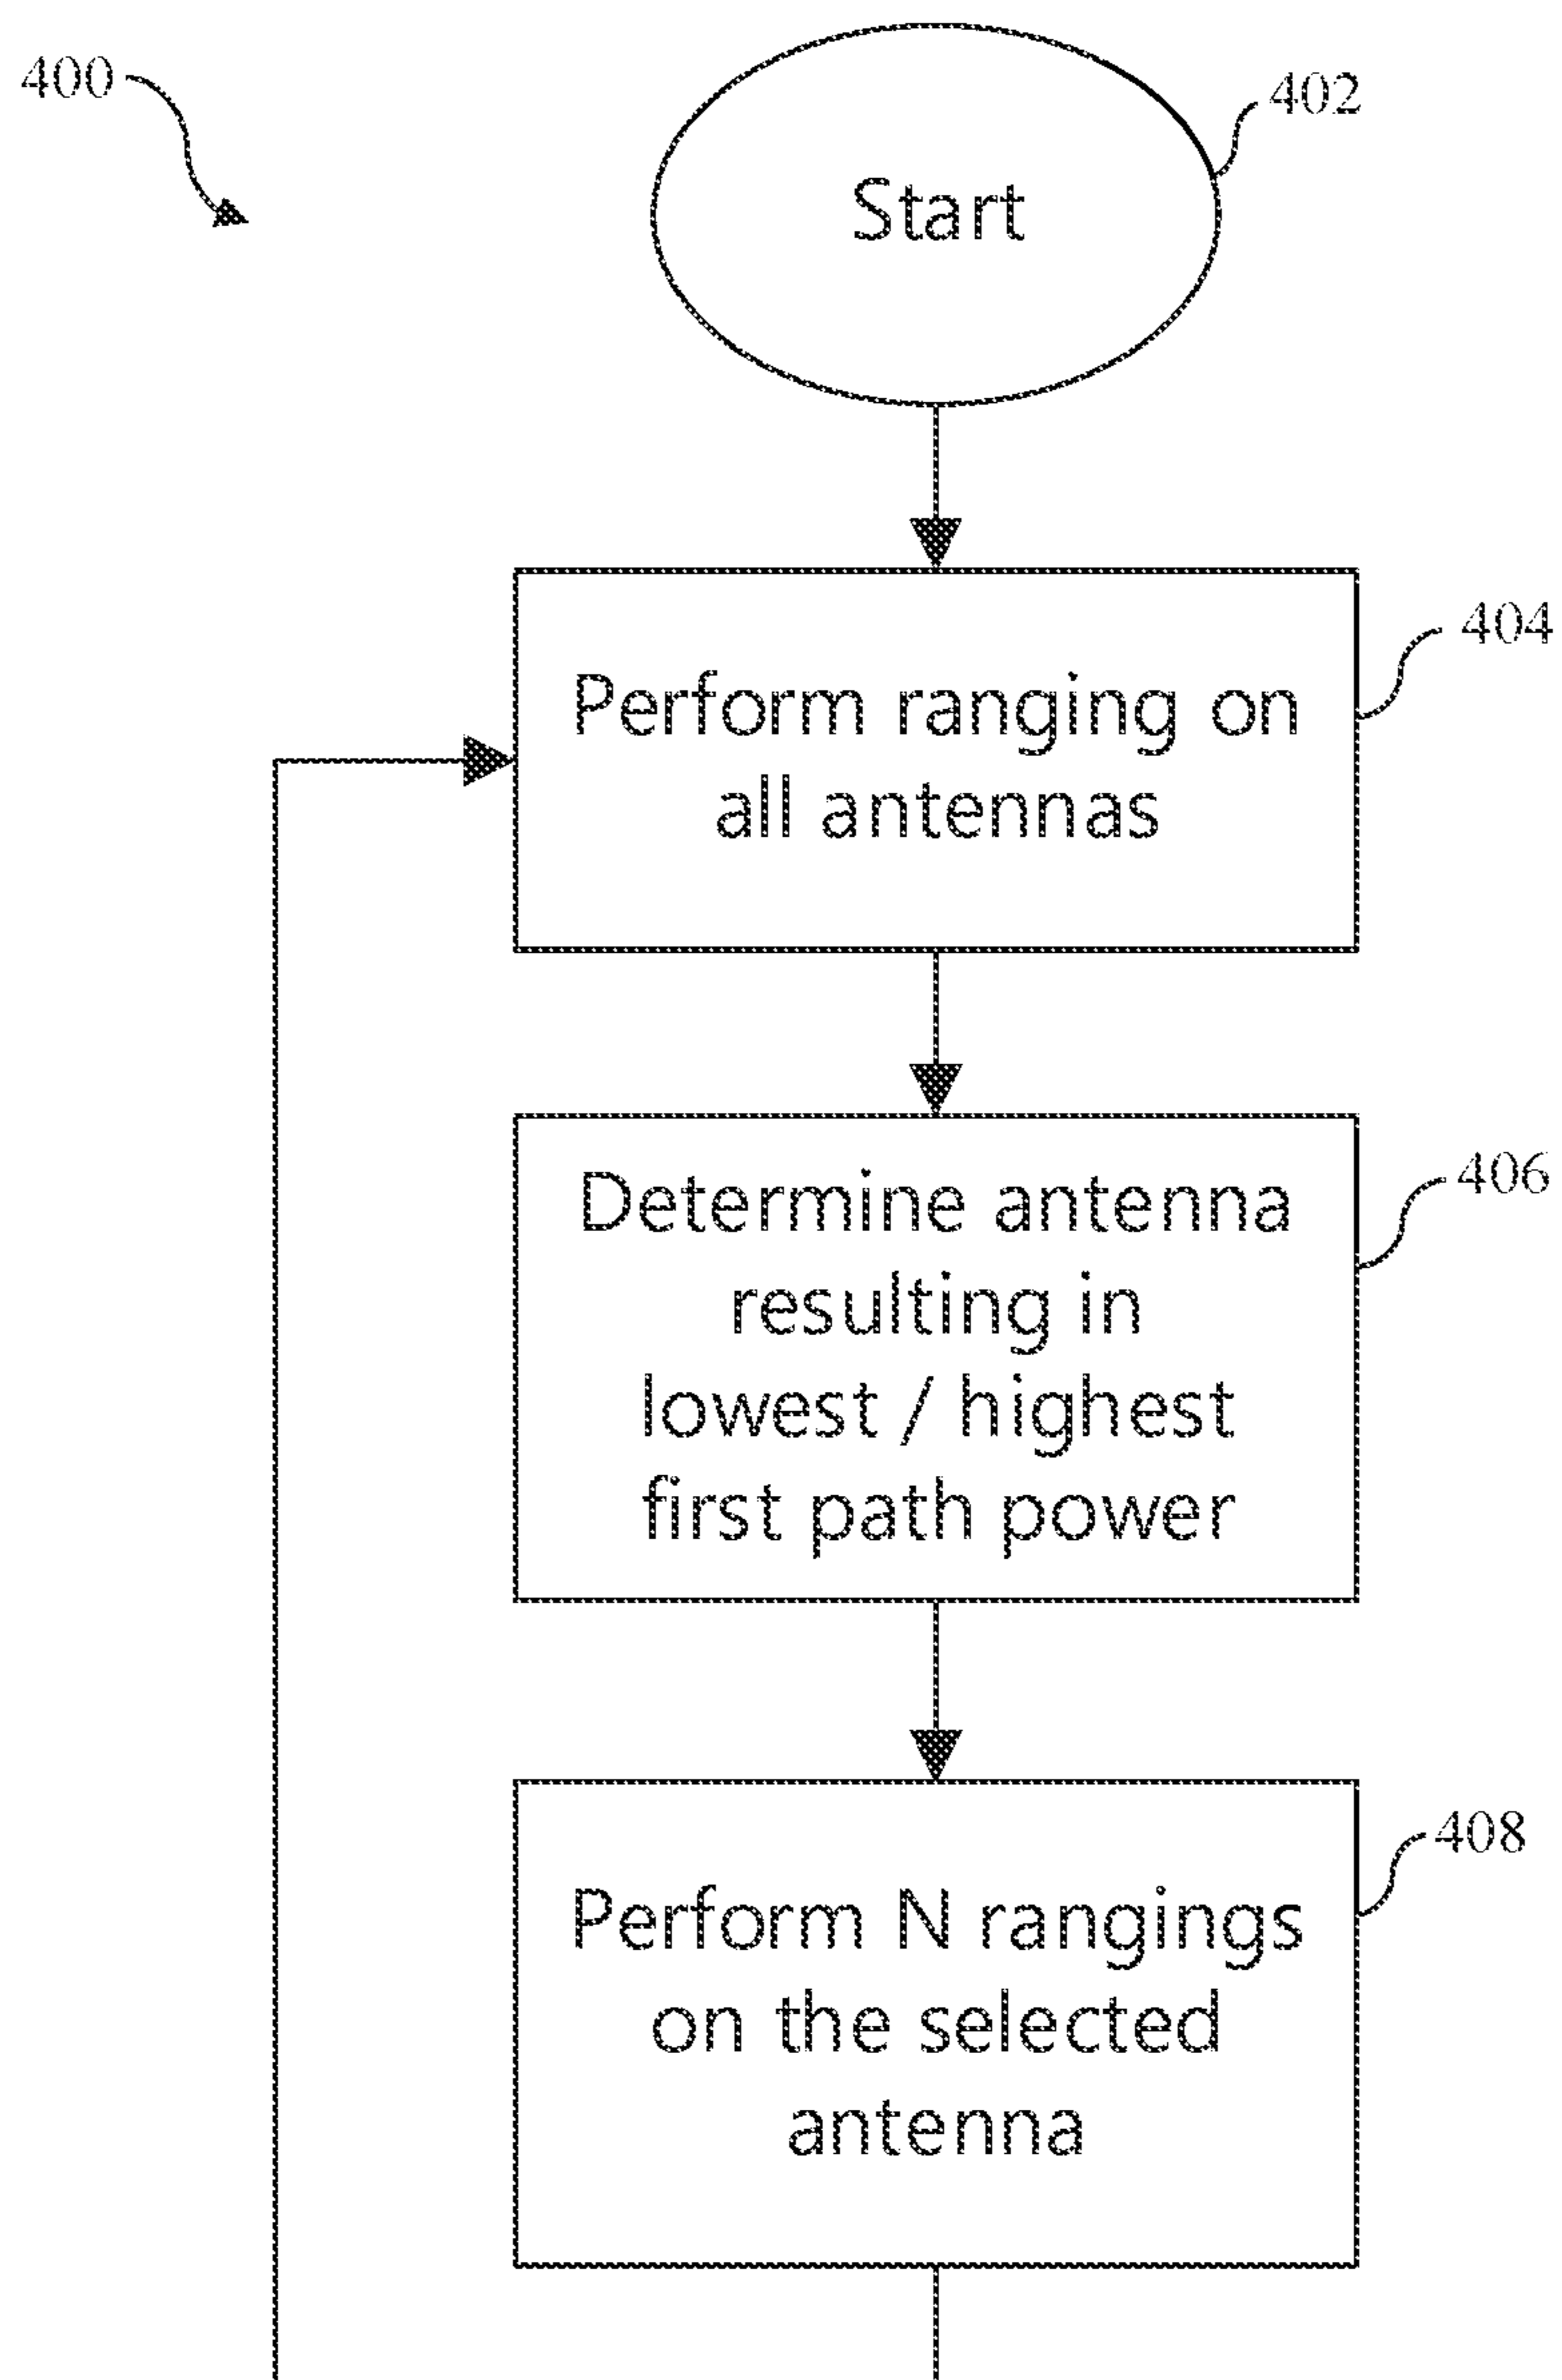 400
402
Start
404
Perform ranging on
all antennas
406
Determine antenna
resulting in
lowest / highest
first path power
408
Perform N rangings
on the selected
antenna